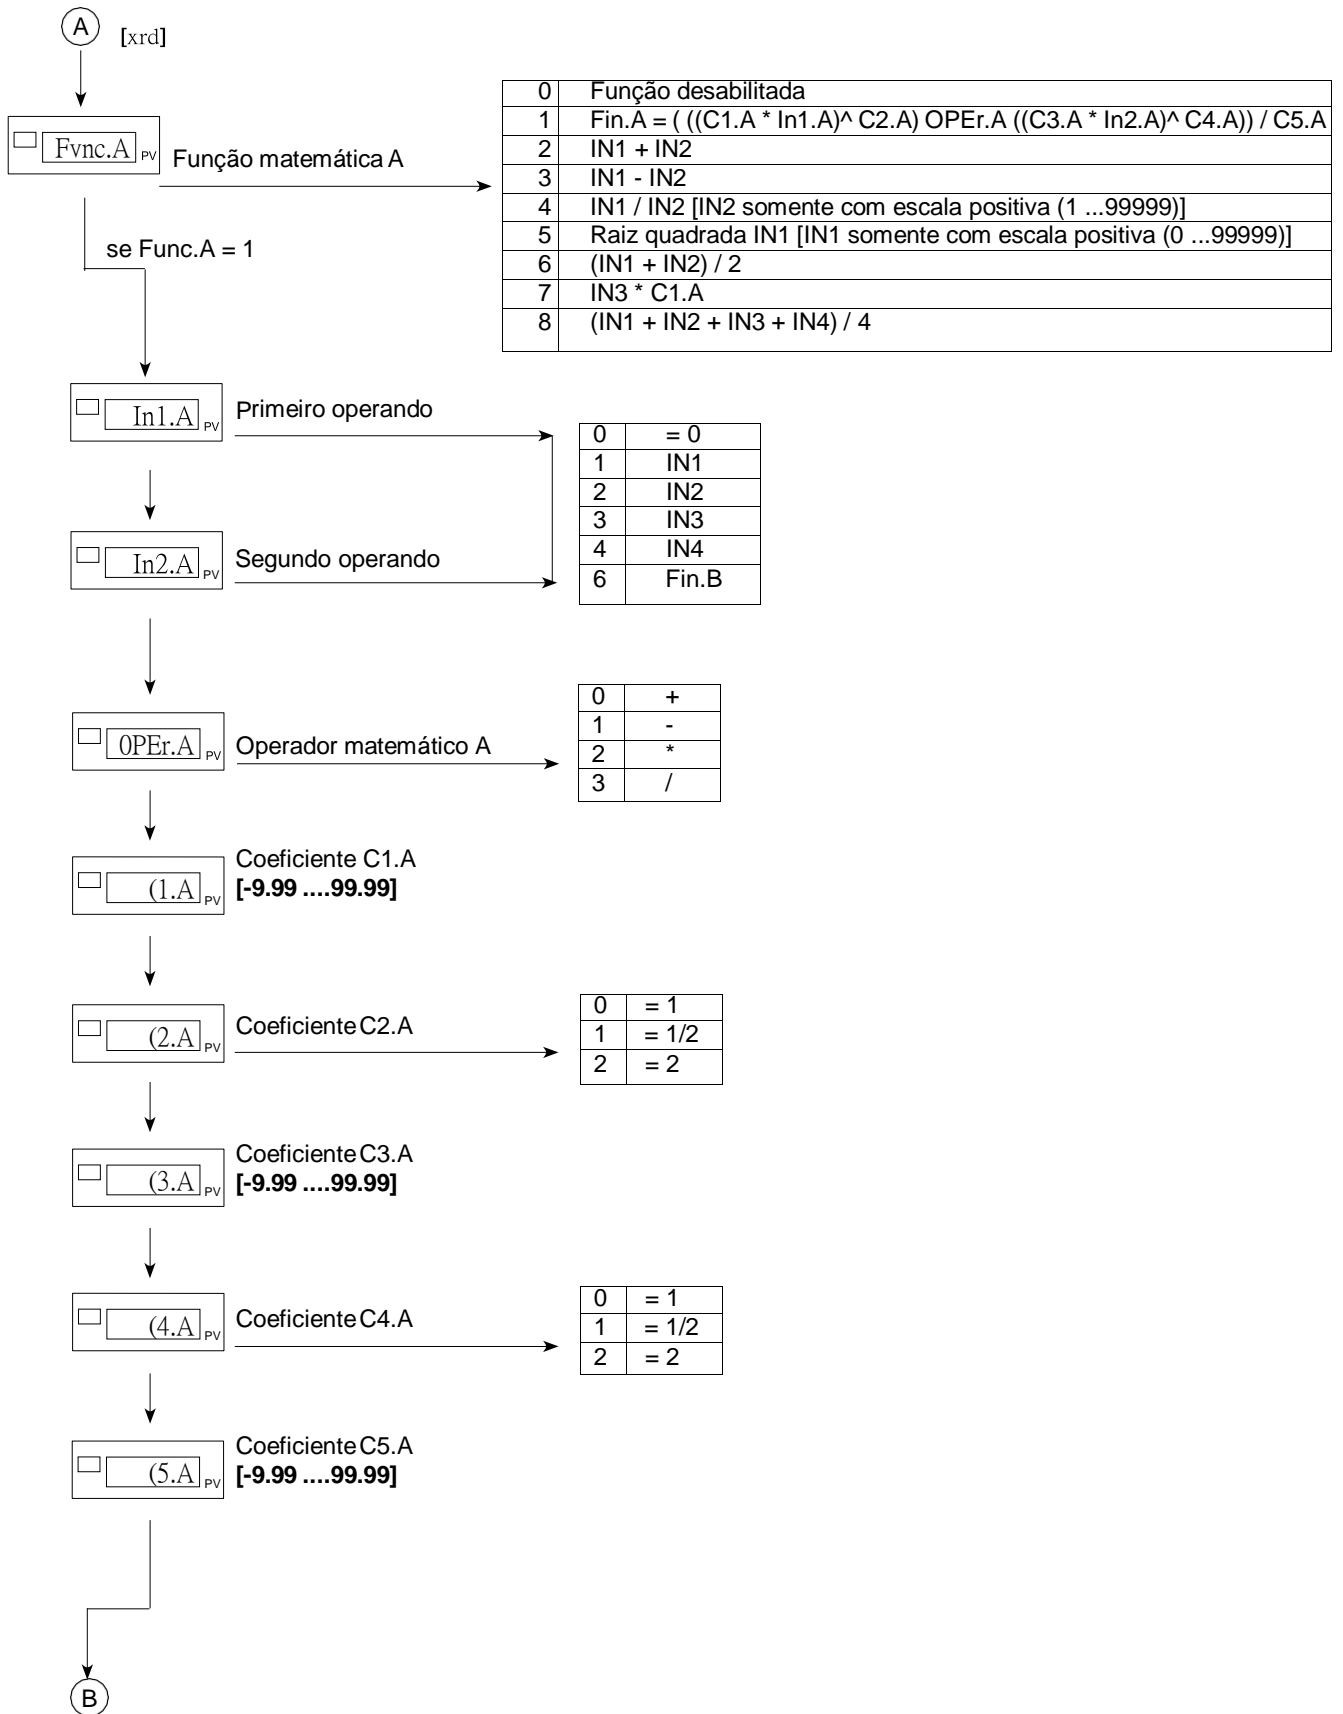 A
[xrd]
Fvnc.A PV
Função matemática A
0 Função desabilitada
1 Fin.A = ( ((C1.A * In1.A)^ C2.A) OPEr.A ((C3.A * In2.A)^ C4.A)) / C5.A
2 IN1 + IN2
3 IN1 - IN2
4 IN1 / IN2 [IN2 somente com escala positiva (1 ...99999)]
5 Raiz quadrada IN1 [IN1 somente com escala positiva (0 ...99999)]
6 (IN1 + IN2) / 2
7 IN3 * C1.A
8 (IN1 + IN2 + IN3 + IN4) / 4
se Func.A = 1
In1.A PV
Primeiro operando
0 = 0
1 IN1
2 IN2
3 IN3
4 IN4
6 Fin.B
In2.A PV
Segundo operando
0 +
1 -
2 *
3 /
0PEr.A PV
Operador matemático A
(1.A PV
Coeficiente C1.A
[-9.99 ....99.99]
(2.A PV
Coeficiente C2.A
0 = 1
1 = 1/2
2 = 2
(3.A PV
Coeficiente C3.A
[-9.99 ....99.99]
(4.A PV
Coeficiente C4.A
0 = 1
1 = 1/2
2 = 2
(5.A PV
Coeficiente C5.A
[-9.99 ....99.99]
B